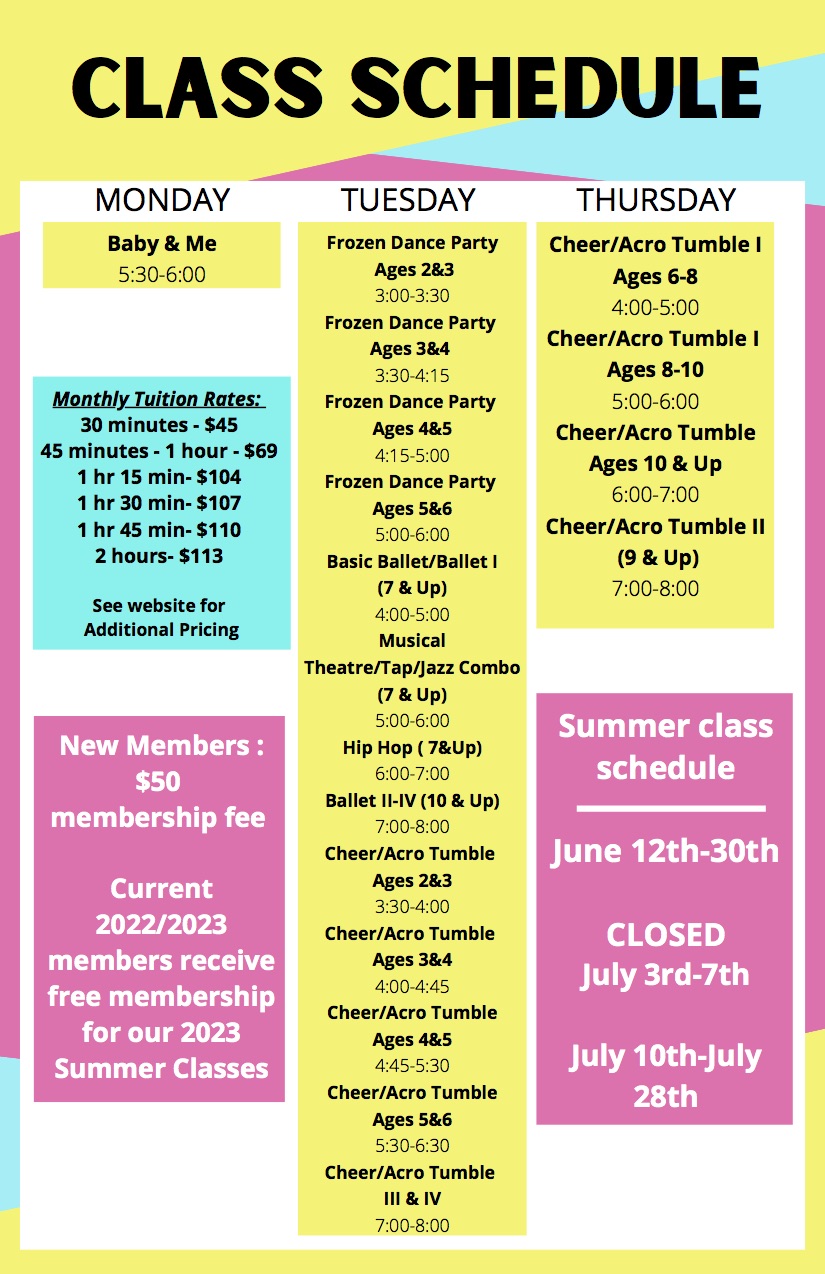 CLASS SCHEDULE
MONDAY
Baby & Me
5:30-6:00
Monthly Tuition Rates:
30 minutes - $45
45 minutes - 1 hour - $69
1 hr 15 min- $104
1 hr 30 min- $107
1 hr 45 min- $110
2 hours- $113
See website for
Additional Pricing
New Members :
$50
membership fee
Current
2022/2023
members receive
free membership
for our 2023
Summer Classes
TUESDAY
Frozen Dance Party
Ages 2&3
3:00-3:30
Frozen Dance Party
Ages 3&4
3:30-4:15
Frozen Dance Party
Ages 4&5
4:15-5:00
Frozen Dance Party
Ages 5&6
5:00-6:00
Basic Ballet/Ballet I
(7 & Up)
4:00-5:00
Musical
Theatre/Tap/Jazz Combo
(7 & Up)
5:00-6:00
Hip Hop ( 7&Up)
6:00-7:00
Ballet II-IV (10 & Up)
7:00-8:00
Cheer/Acro Tumble
Ages 2&3
3:30-4:00
Cheer/Acro Tumble
Ages 3&4
4:00-4:45
Cheer/Acro Tumble
Ages 4&5
4:45-5:30
Cheer/Acro Tumble
Ages 5&6
5:30-6:30
Cheer/Acro Tumble
III & IV
7:00-8:00
THURSDAY
Cheer/Acro Tumble I
Ages 6-8
4:00-5:00
Cheer/Acro Tumble I
Ages 8-10
5:00-6:00
Cheer/Acro Tumble
Ages 10 & Up
6:00-7:00
Cheer/Acro Tumble II
(9 & Up)
7:00-8:00
Summer class
schedule
June 12th-30th
CLOSED
July 3rd-7th
July 10th-July
28th